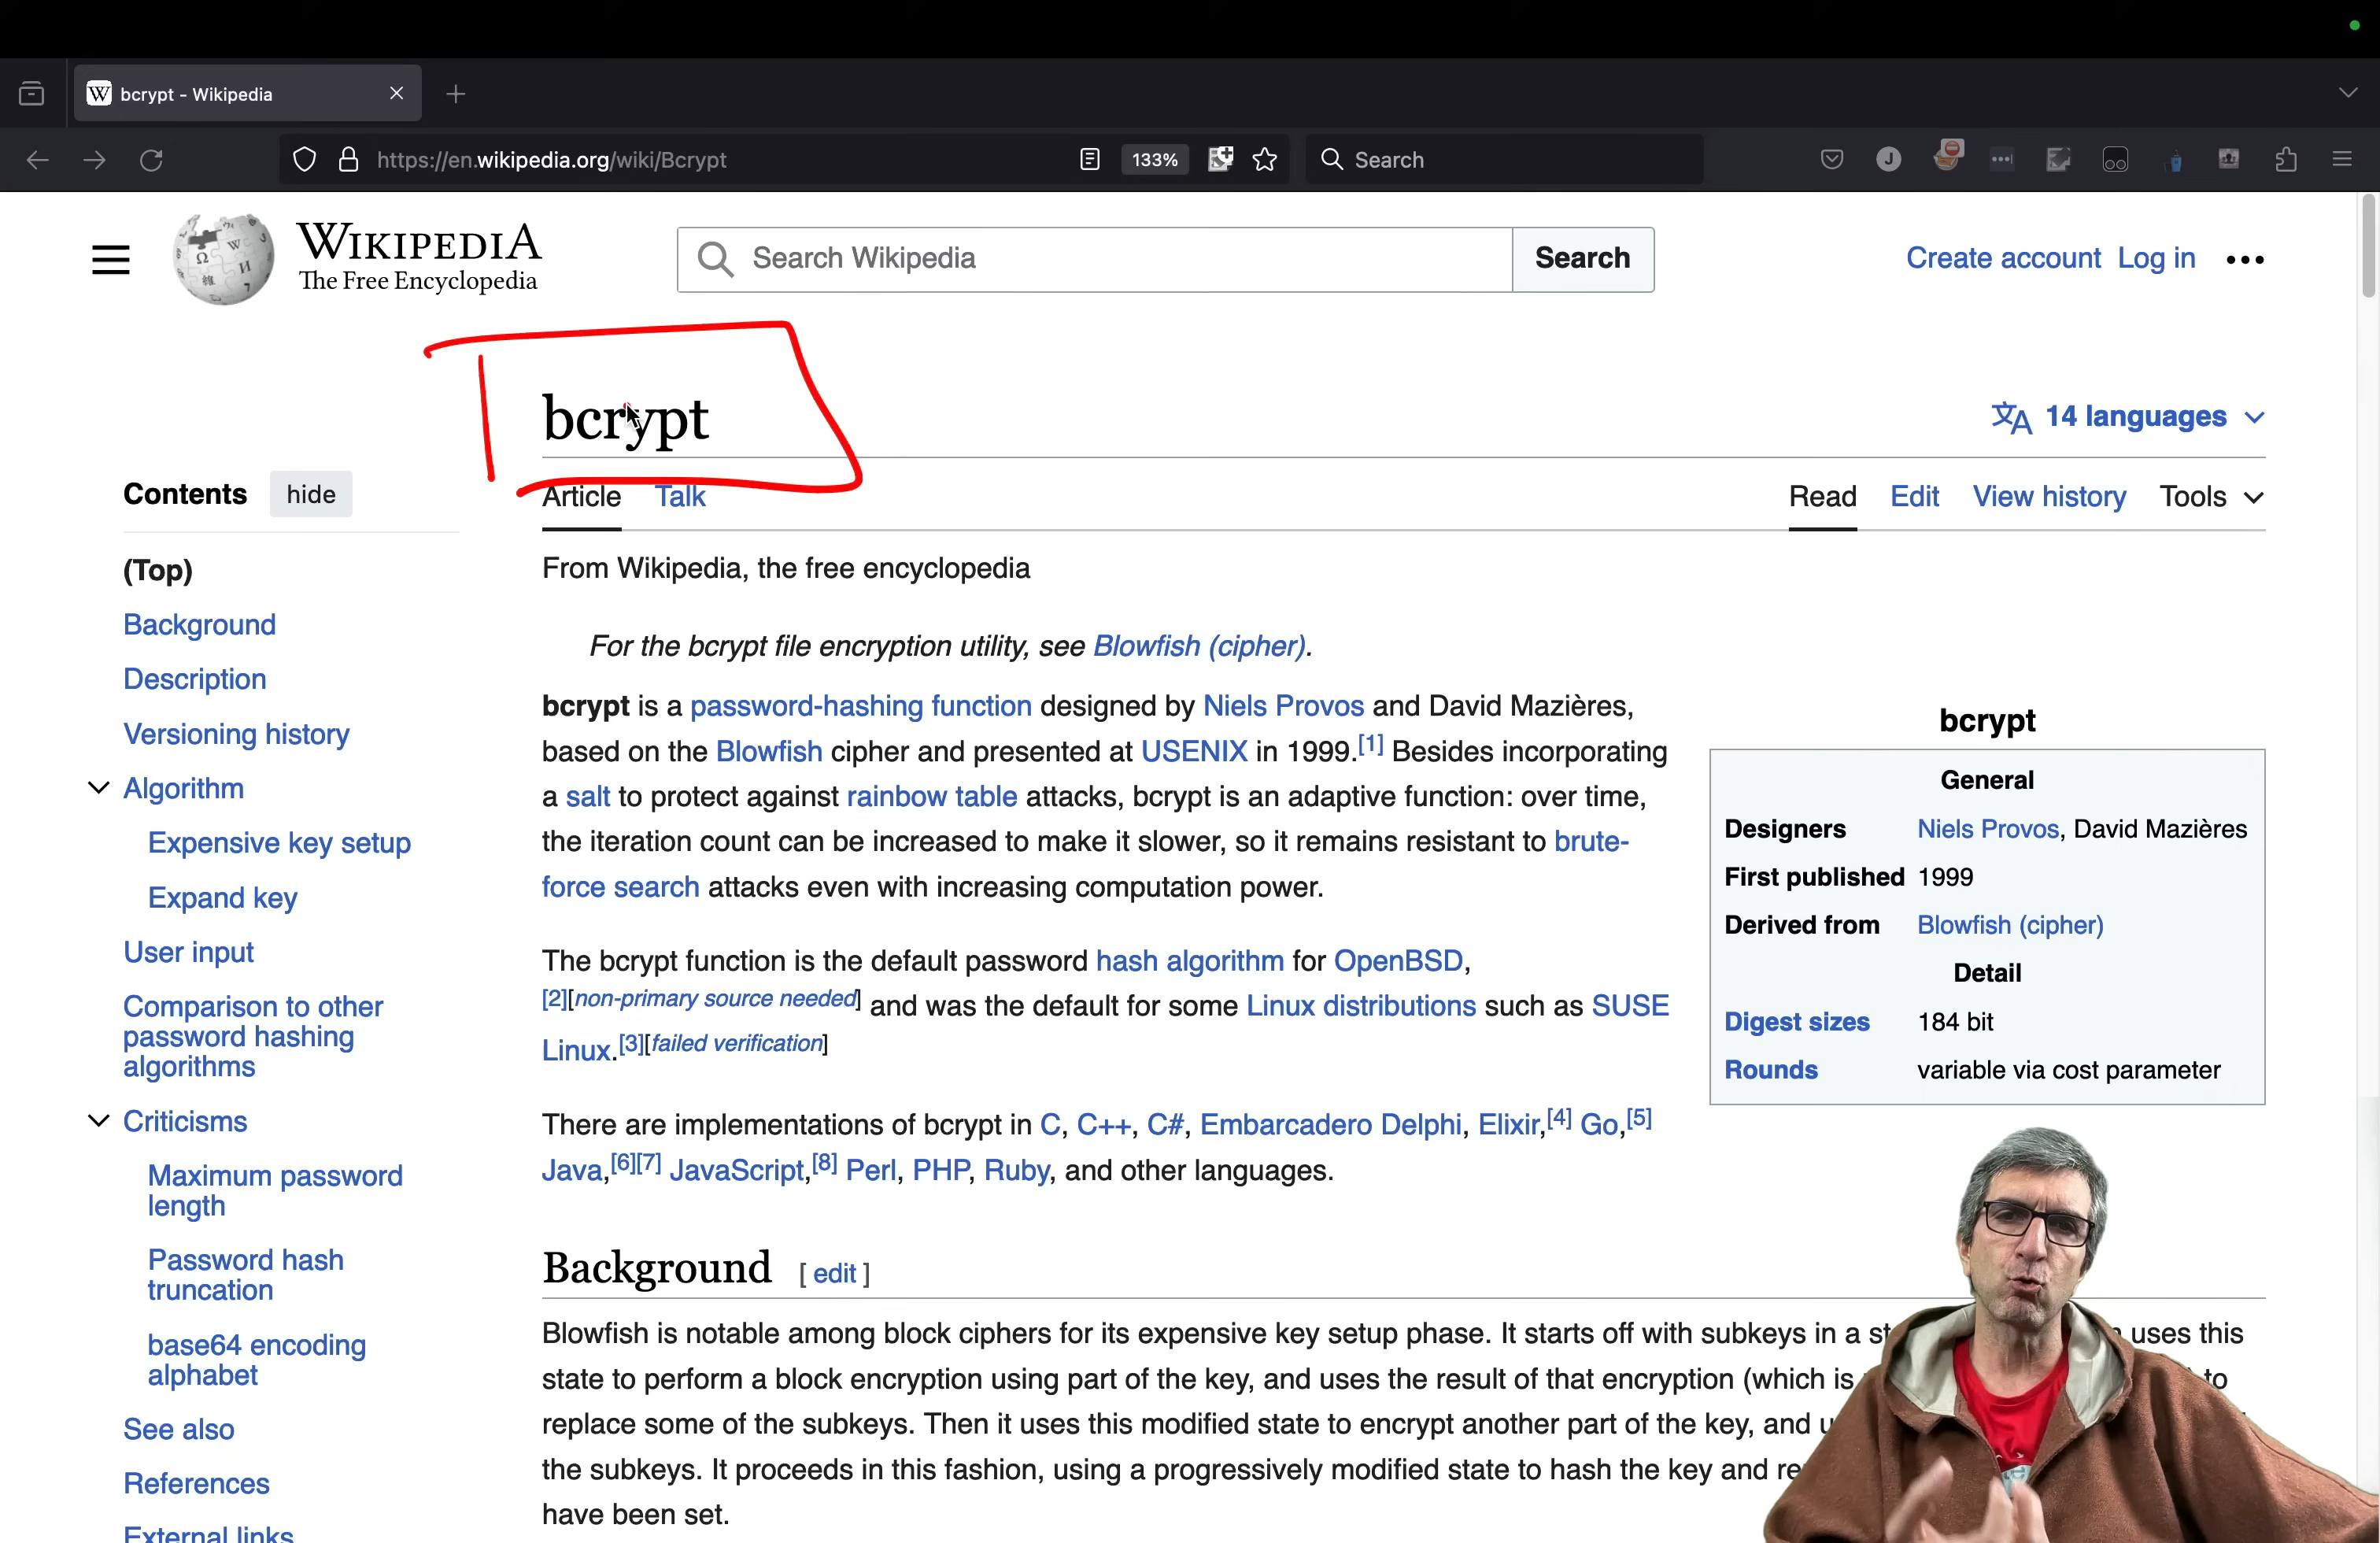 bcrypt - Wikipedia
https://en.wikipedia.org/wiki/Bcrypt
133%
Search
J
WIKIPEDIA
The Free Encyclopedia
Search Wikipedia
Search
Create account Log in
bcrypt
14 languages
Contents hide
Article Talk
Read Edit View history Tools
(Top)
Background
Description
Versioning history
Algorithm
Expensive key setup
Expand key
User input
Comparison to other
password hashing
algorithms
Criticisms
Maximum password
length
Password hash
truncation
base64 encoding
alphabet
See also
References
External links
From Wikipedia, the free encyclopedia
For the bcrypt file encryption utility, see Blowfish (cipher).
bcrypt is a password-hashing function designed by Niels Provos and David Mazières,
based on the Blowfish cipher and presented at USENIX in 1999.[1] Besides incorporating
a salt to protect against rainbow table attacks, bcrypt is an adaptive function: over time,
the iteration count can be increased to make it slower, so it remains resistant to brute-
force search attacks even with increasing computation power.
The bcrypt function is the default password hash algorithm for OpenBSD,
[2][non-primary source needed] and was the default for some Linux distributions such as SUSE
Linux.[3][failed verification]
There are implementations of bcrypt in C, C++, C#, Embarcadero Delphi, Elixir,[4] Go,[5]
Java,[6][7] JavaScript,[8] Perl, PHP, Ruby, and other languages.
bcrypt
General
Designers Niels Provos, David Mazières
First published 1999
Derived from Blowfish (cipher)
Detail
Digest sizes 184 bit
Rounds variable via cost parameter
Background [ edit ]
Blowfish is notable among block ciphers for its expensive key setup phase. It starts off with subkeys in a uses this
state to perform a block encryption using part of the key, and uses the result of that encryption (which is to
replace some of the subkeys. Then it uses this modified state to encrypt another part of the key, and
the subkeys. It proceeds in this fashion, using a progressively modified state to hash the key and
have been set.